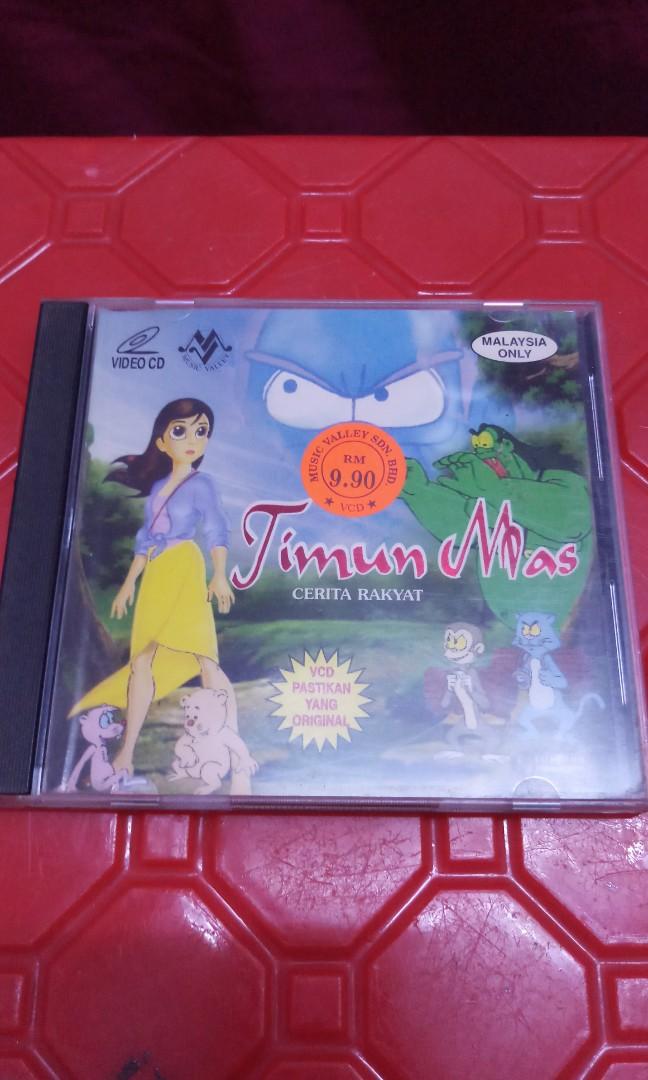 VIDEO CD
MUSIC VALLEY
MALAYSIA
ONLY
MUSIC VALLEY SDN. BHD
RM
9.90
VCD
Timun Mas
CERITA RAKYAT
VCD
PASTIKAN
YANG
ORIGINAL